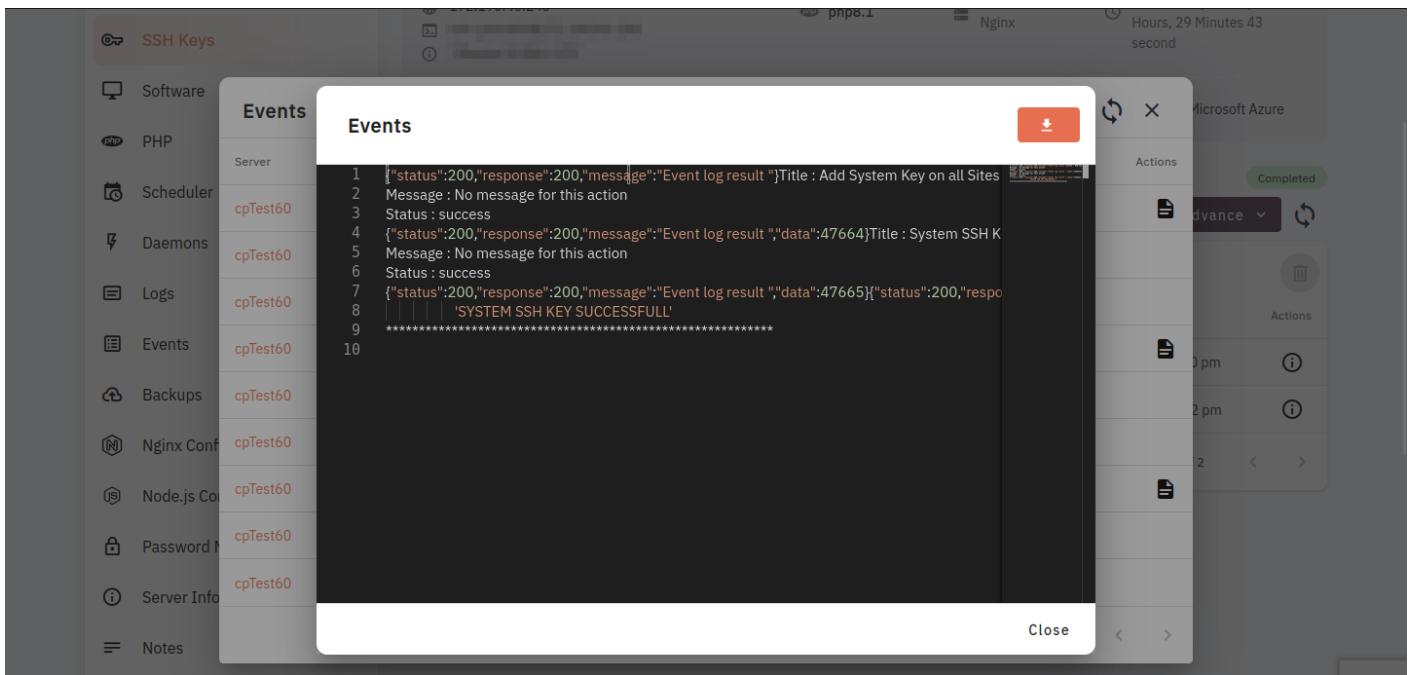 php8.1
Nginx
Hours, 29 Minutes 43
second
SSH Keys
Software
PHP
Scheduler
Daemons
Logs
Events
Backups
Nginx Conf
Node.js Co
Password
Server Info
Notes
Microsoft Azure
Completed
dvance
Actions
0 pm
2 pm
2
Events
Server
Actions
cpTest60
cpTest60
cpTest60
cpTest60
cpTest60
cpTest60
cpTest60
cpTest60
cpTest60
Events
1 {"status":200,"response":200,"message":"Event log result "}Title : Add System Key on all Sites
2 Message : No message for this action
3 Status : success
4 {"status":200,"response":200,"message":"Event log result ","data":47664}Title : System SSH K
5 Message : No message for this action
6 Status : success
7 {"status":200,"response":200,"message":"Event log result ","data":47665}{"status":200,"respo
8 'SYSTEM SSH KEY SUCCESSFULL'
9 ***********************************************************
10
Close